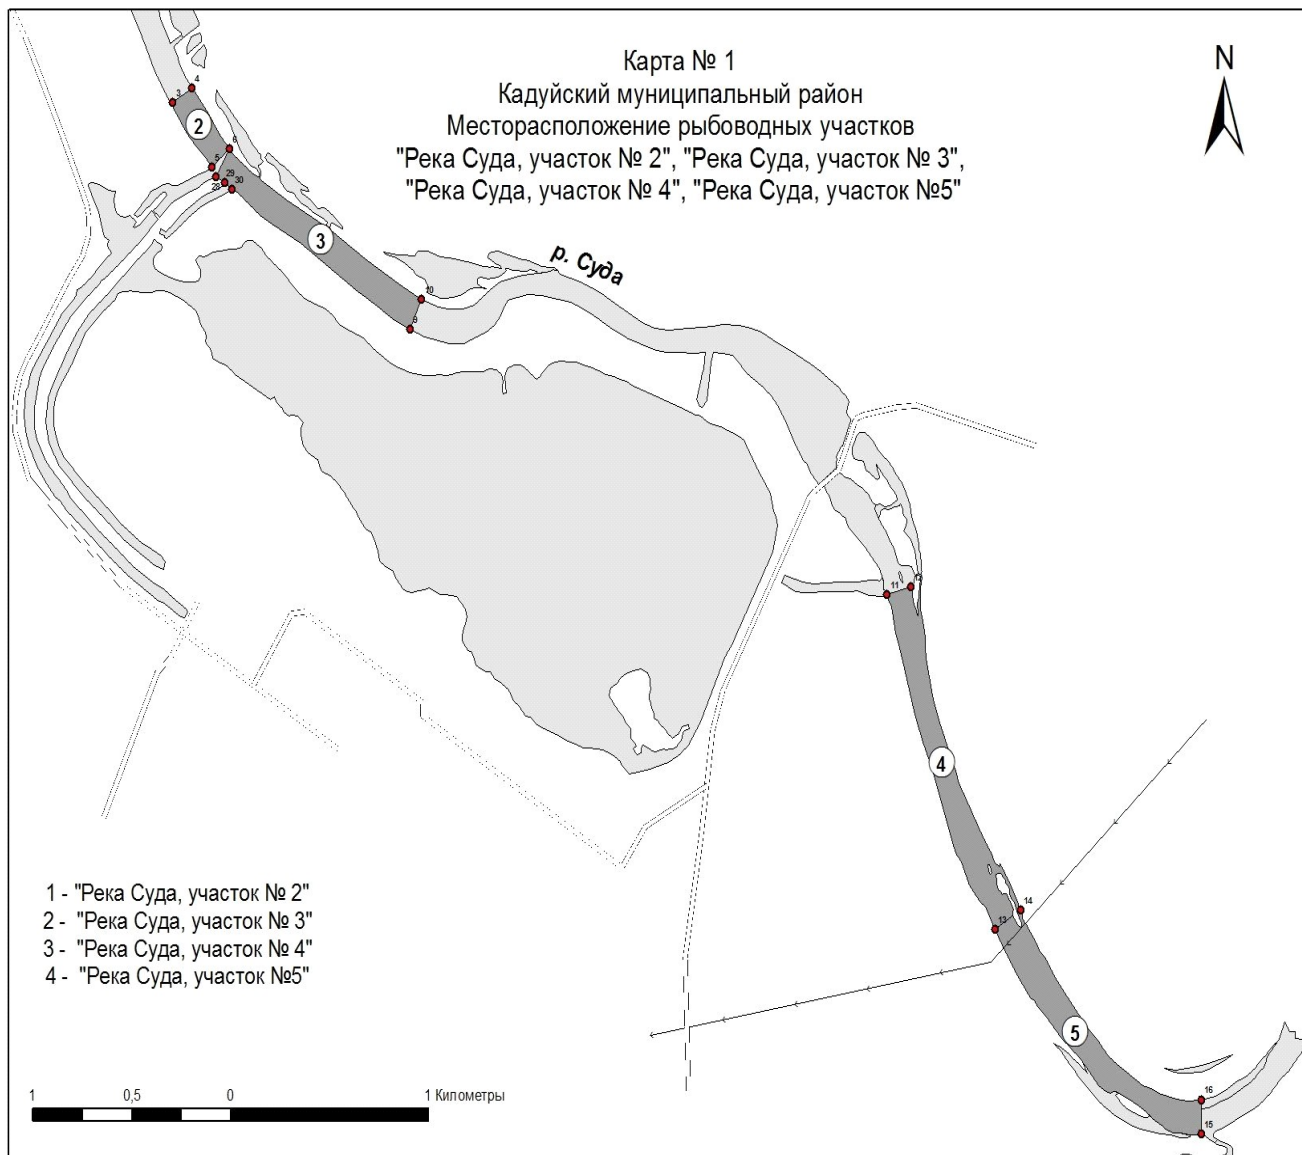 N
Карта № 1
Кадуйский муниципальный район
Месторасположение рыбоводных участков
"Река Суда, участок № 2", "Река Суда, участок № 3",
"Река Суда, участок № 4", "Река Суда, участок №5"
4
3
2
6
5
29
28
30
3
р. Суда
10
9
11
12
4
14
13
5
16
15
1 - "Река Суда, участок № 2"
2 - "Река Суда, участок № 3"
3 - "Река Суда, участок № 4"
4 - "Река Суда, участок №5"
1 0,5 0 1 Километры